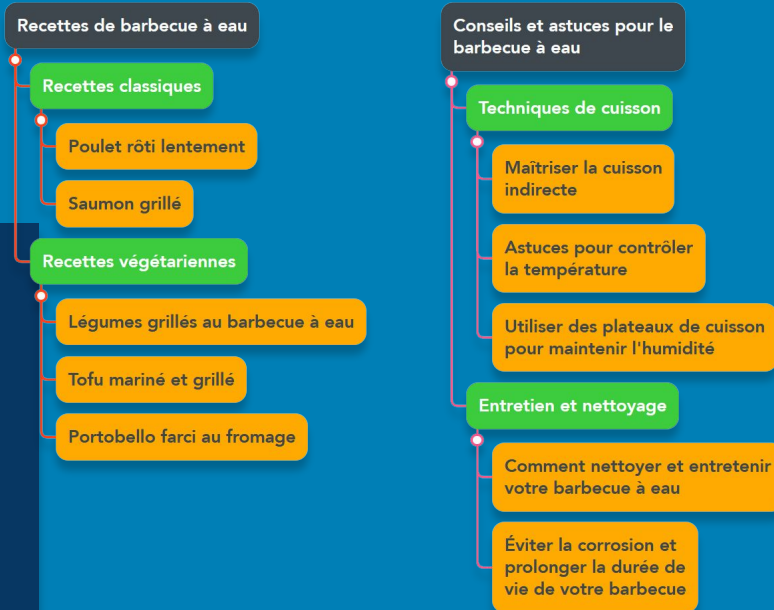 Recettes de barbecue à eau
Recettes classiques
Poulet rôti lentement
Saumon grillé
Recettes végétariennes
Légumes grillés au barbecue à eau
Tofu mariné et grillé
Portobello farci au fromage
Conseils et astuces pour le
barbecue à eau
Techniques de cuisson
Maîtriser la cuisson
indirecte
Astuces pour contrôler
la température
Utiliser des plateaux de cuisson
pour maintenir l'humidité
Entretien et nettoyage
Comment nettoyer et entretenir
votre barbecue à eau
Éviter la corrosion et
prolonger la durée de
vie de votre barbecue